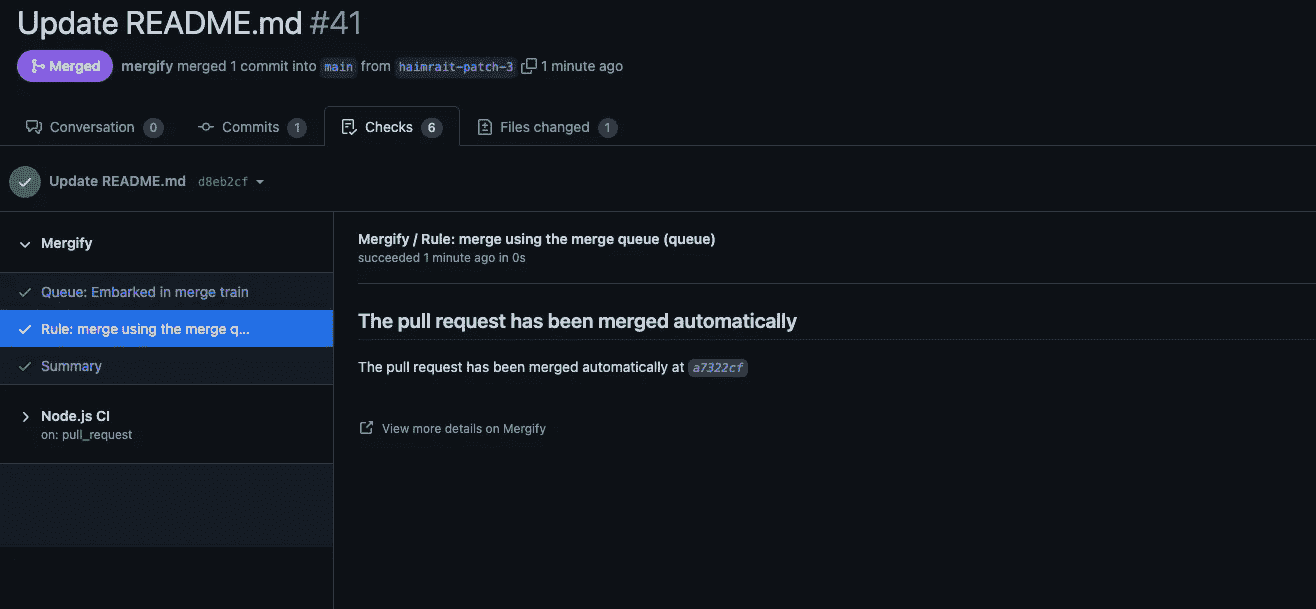 Update README.md #41
Merged mergify merged 1 commit into main from haimrait-patch-3 1 minute ago
Conversation 0 Commits 1 Checks 6 Files changed 1
Update README.md d8eb2cf
Mergify
Queue: Embarked in merge train
Rule: merge using the merge q...
Summary
Node.js CI
on: pull_request
Mergify / Rule: merge using the merge queue (queue)
succeeded 1 minute ago in 0s
The pull request has been merged automatically
The pull request has been merged automatically at a7322cf
View more details on Mergify